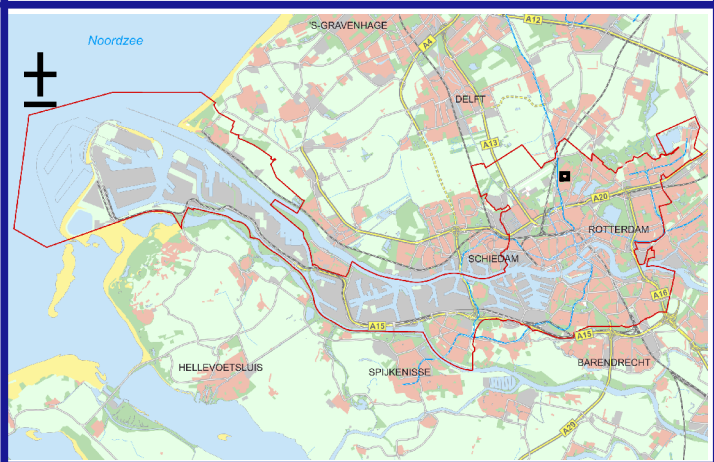 'S-GRAVENHAGE
A12
Noordzee
A4
DELFT
A13
A20
ROTTERDAM
SCHIEDAM
A16
A15
A15
HELLEVOETSLUIS
SPIJKENISSE
BARENDRECHT
A29